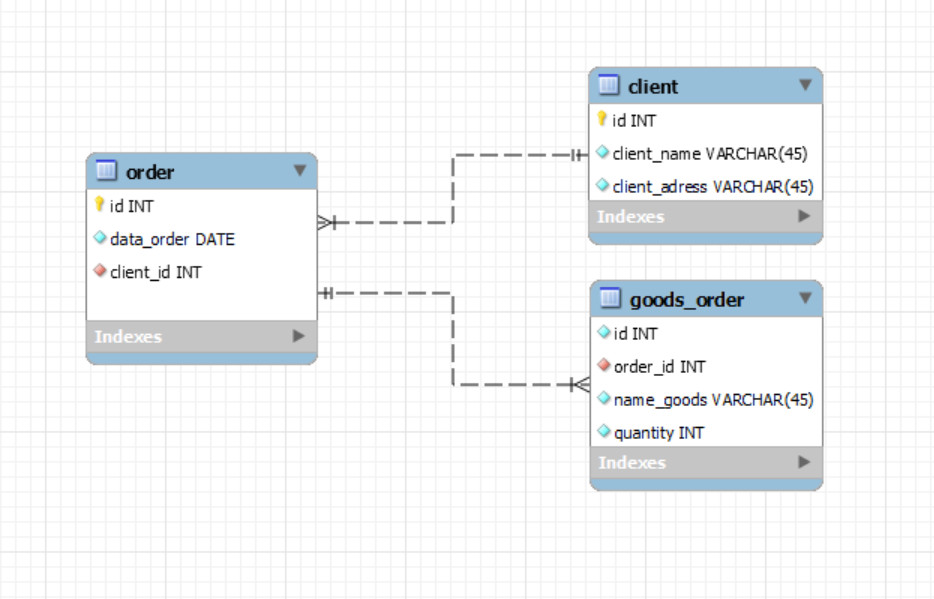 order
id INT
data_order DATE
client_id INT
Indexes
client
id INT
client_name VARCHAR(45)
client_adress VARCHAR(45)
Indexes
goods_order
id INT
order_id INT
name_goods VARCHAR(45)
quantity INT
Indexes